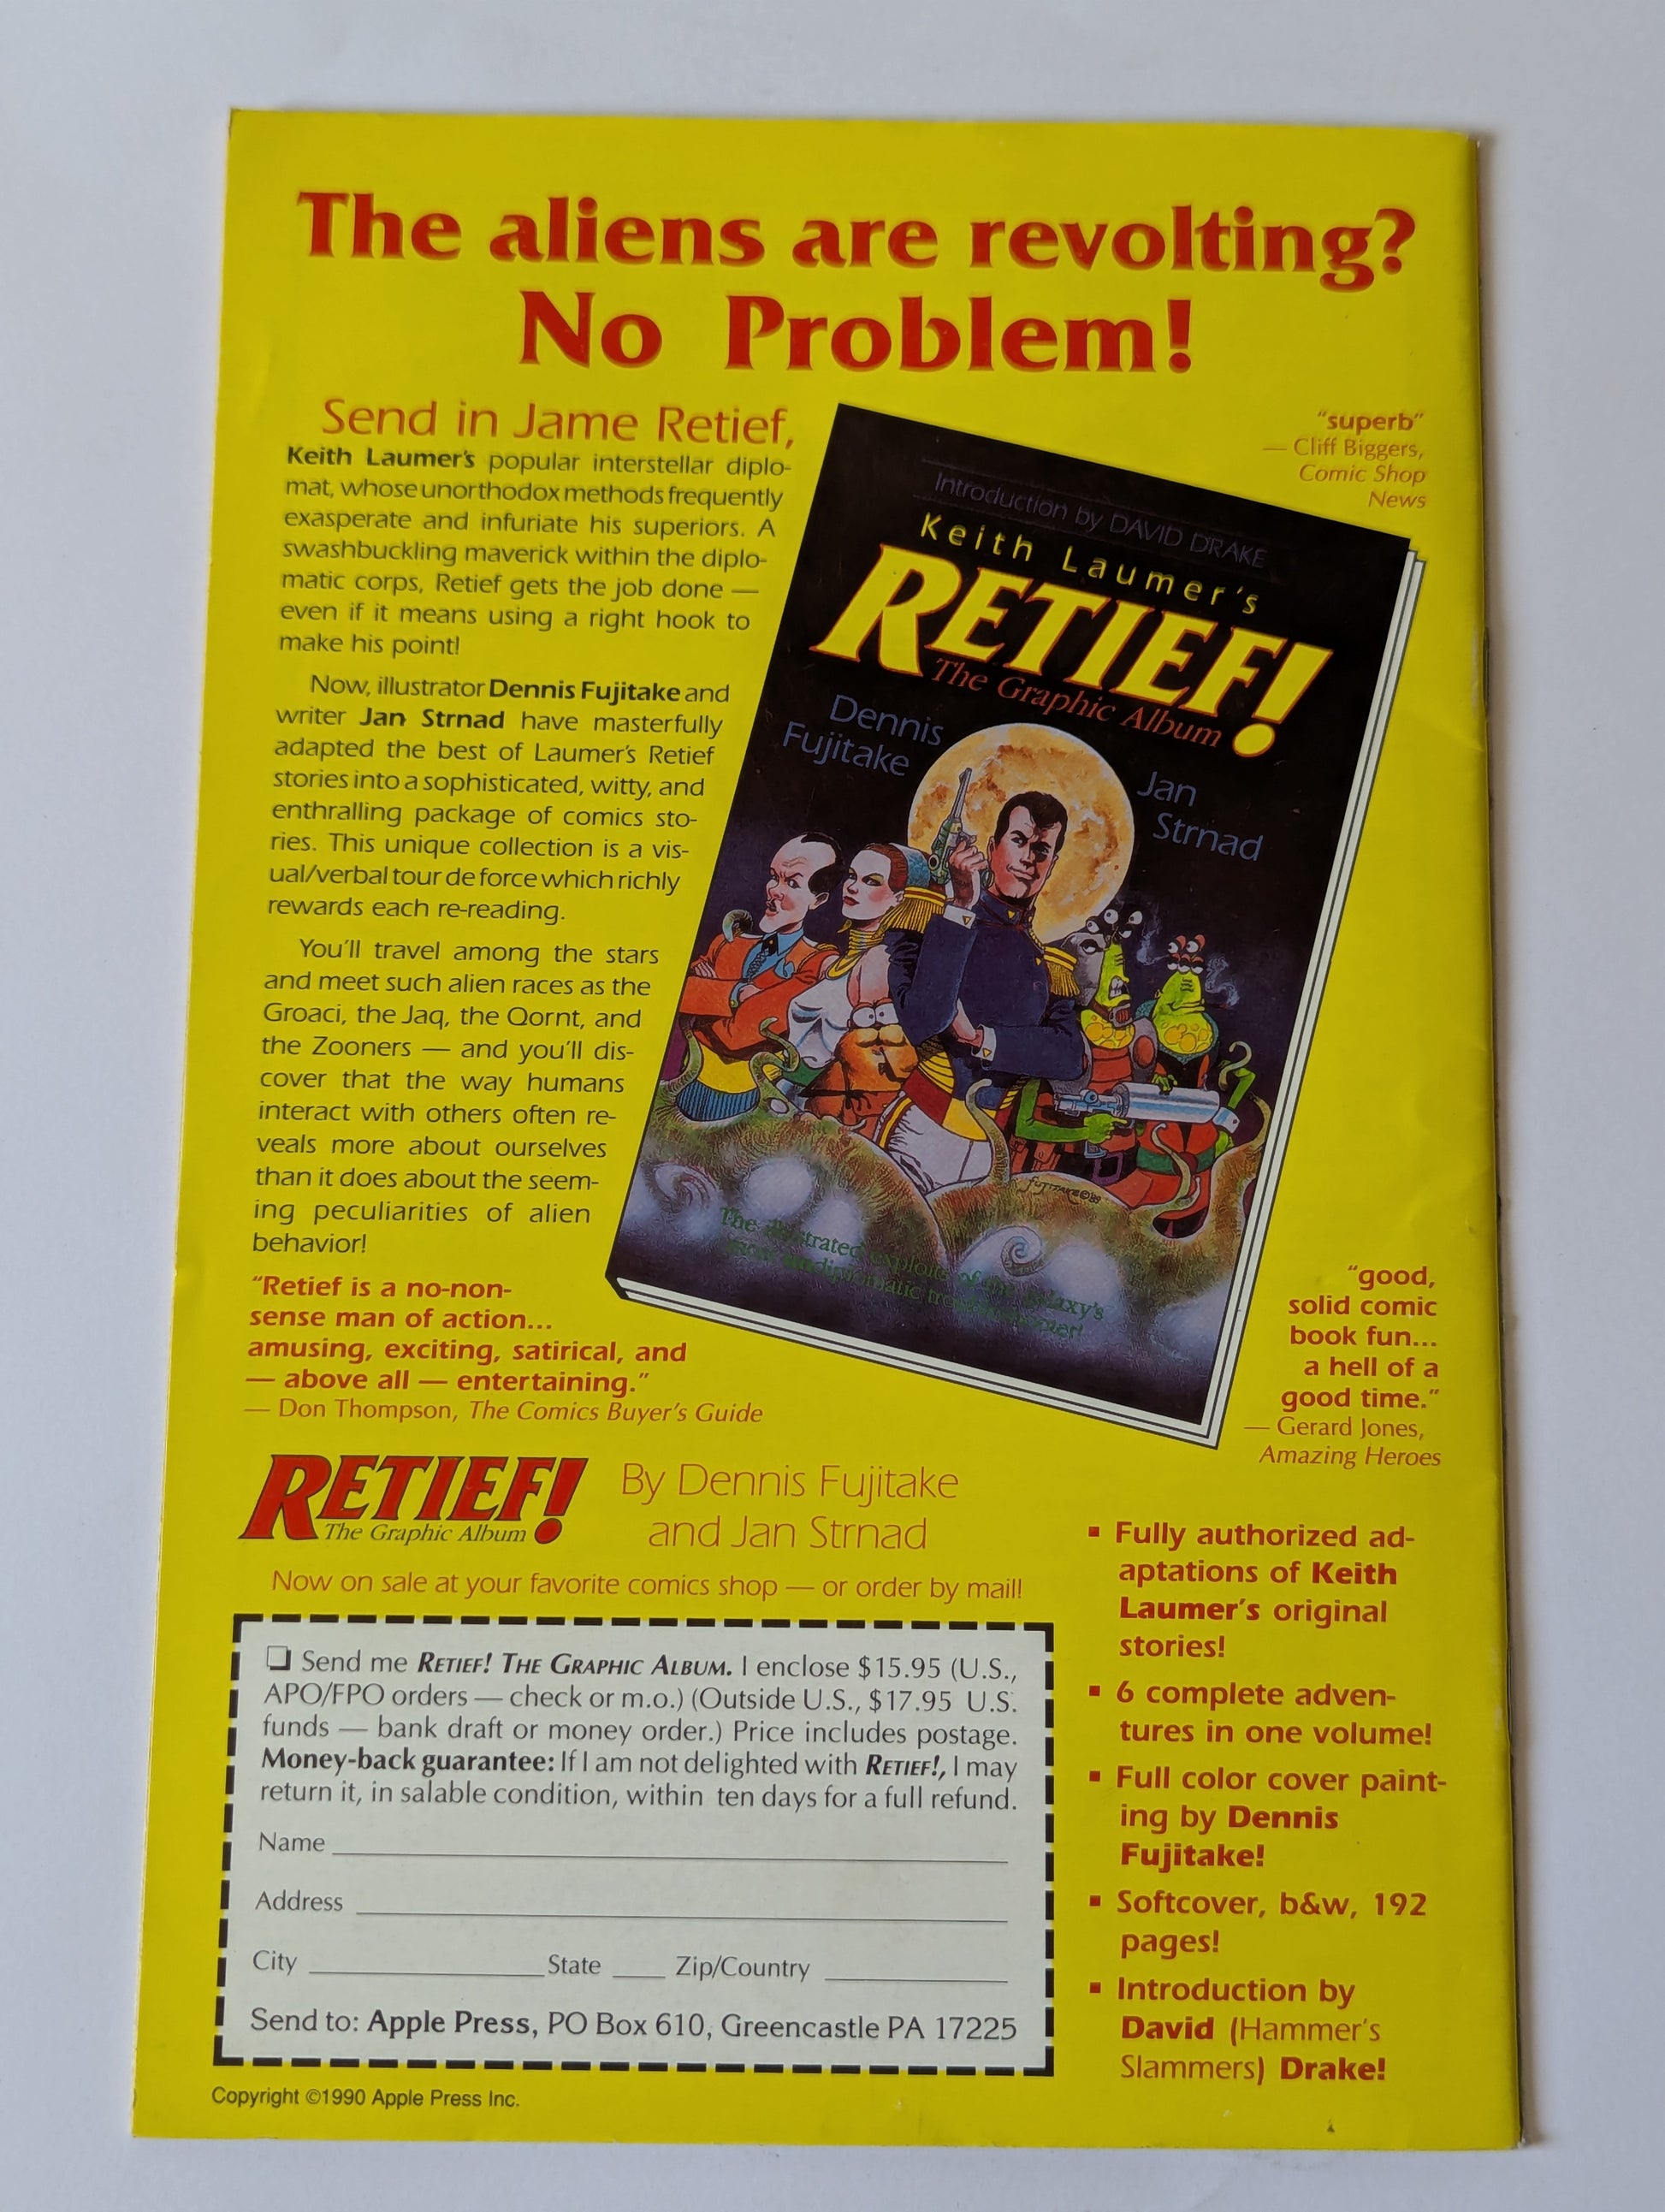 The aliens are revolting?
No Problem!
Send in Jame Retief,
Keith Laumer's popular interstellar diplo-
mat, whose unorthodox methods frequently
exasperate and infuriate his superiors. A
swashbuckling maverick within the diplo-
matic corps, Retief gets the job done —
even if it means using a right hook to
make his point!
Now, illustrator Dennis Fujitake and
writer Jan Strnad have masterfully
adapted the best of Laumer's Retief
stories into a sophisticated, witty, and
enthralling package of comics sto-
ries. This unique collection is a vis-
ual/verbal tour de force which richly
rewards each re-reading.
You'll travel among the stars
and meet such alien races as the
Groaci, the Jaq, the Qornt, and
the Zooners — and you'll dis-
cover that the way humans
interact with others often re-
veals more about ourselves
than it does about the seem-
ing peculiarities of alien
behavior!
"Retief is a no-non-
sense man of action...
amusing, exciting, satirical, and
— above all — entertaining."
— Don Thompson, The Comics Buyer's Guide
"superb"
— Cliff Biggers,
Comic Shop
News
Introduction by DAVID DRAKE
Keith Laumer's
RETIEF!
The Graphic Album
Dennis
Fujitake
Jan
Strnad
FUJITAKE©89
The illustrated exploits of the galaxy's
most undiplomatic troubleshooter!
"good,
solid comic
book fun...
a hell of a
good time."
— Gerard Jones,
Amazing Heroes
RETIEF!
The Graphic Album
By Dennis Fujitake
and Jan Strnad
Now on sale at your favorite comics shop — or order by mail!
❏ Send me RETIEF! THE GRAPHIC ALBUM. I enclose $15.95 (U.S.,
APO/FPO orders — check or m.o.) (Outside U.S., $17.95 U.S.
funds — bank draft or money order.) Price includes postage.
Money-back guarantee: If I am not delighted with RETIEF!, I may
return it, in salable condition, within ten days for a full refund.
Name
Address
City State Zip/Country
Send to: Apple Press, PO Box 610, Greencastle PA 17225
Copyright ©1990 Apple Press Inc.
▪ Fully authorized ad-
aptations of Keith
Laumer's original
stories!
▪ 6 complete adven-
tures in one volume!
▪ Full color cover paint-
ing by Dennis
Fujitake!
▪ Softcover, b&w, 192
pages!
▪ Introduction by
David (Hammer's
Slammers) Drake!